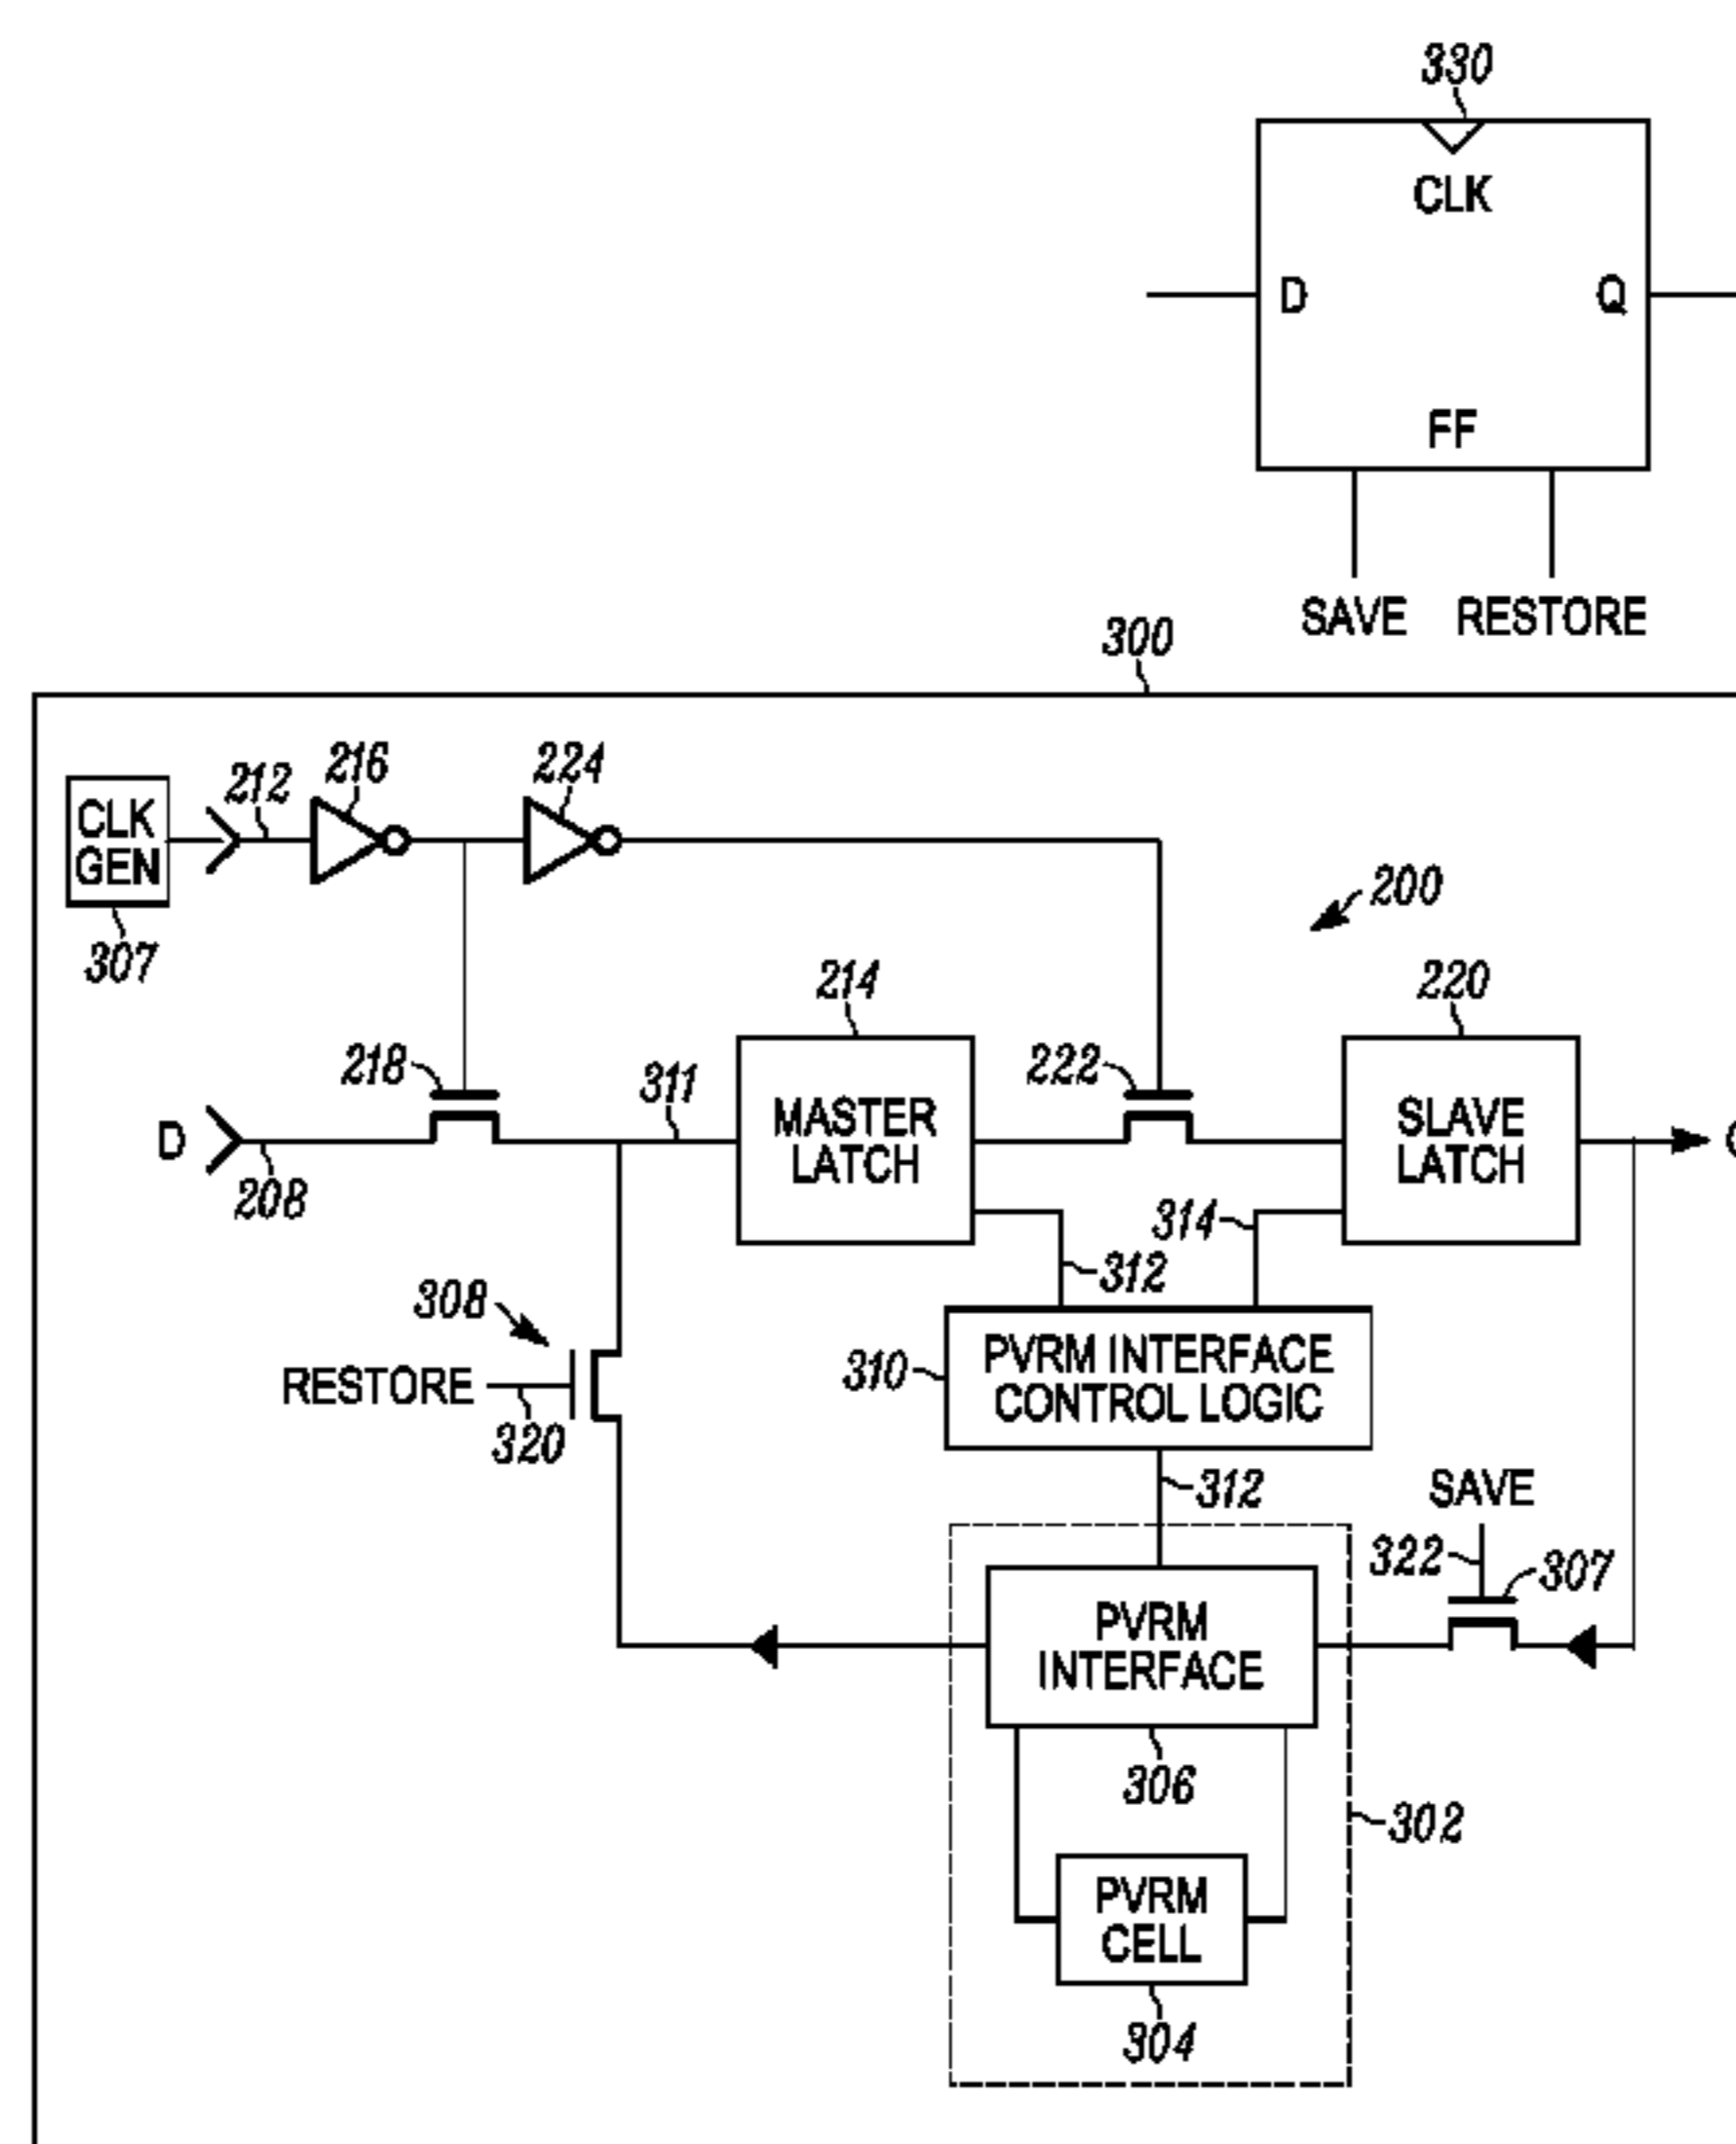 330
CLK
D
Q
FF
SAVE
RESTORE
300
212
216
224
CLK
GEN
307
200
214
220
218
311
222
D
208
MASTER
LATCH
SLAVE
LATCH
314
312
308
310
PVRM INTERFACE
CONTROL LOGIC
RESTORE
320
312
SAVE
322
307
PVRM
INTERFACE
306
302
PVRM
CELL
304